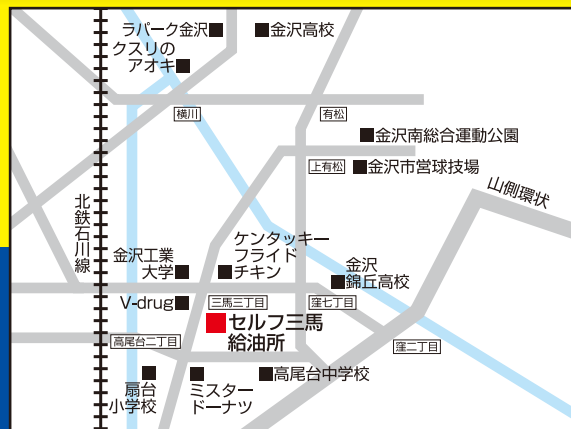 ラパーク金沢
金沢高校
クスリの
アオキ
横川
有松
金沢南総合運動公園
上有松
金沢市営球技場
山側環状
北鉄石川線
金沢工業
大学
ケンタッキー
フライド
チキン
金沢
錦丘高校
V-drug
三馬三丁目
窪七丁目
セルフ三馬
給油所
高尾台二丁目
窪二丁目
扇台
小学校
ミスター
ドーナツ
高尾台中学校